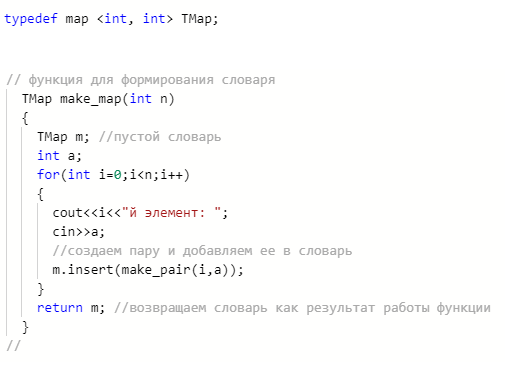 typedef map <int, int> TMap;
// функция для формирования словаря
TMap make_map(int n)
{
TMap m; //пустой словарь
int a;
for(int i=0;i<n;i++)
{
cout<<i<<"й элемент: ";
cin>>a;
//создаем пару и добавляем ее в словарь
m.insert(make_pair(i,a));
}
return m; //возвращаем словарь как результат работы функции
}
//